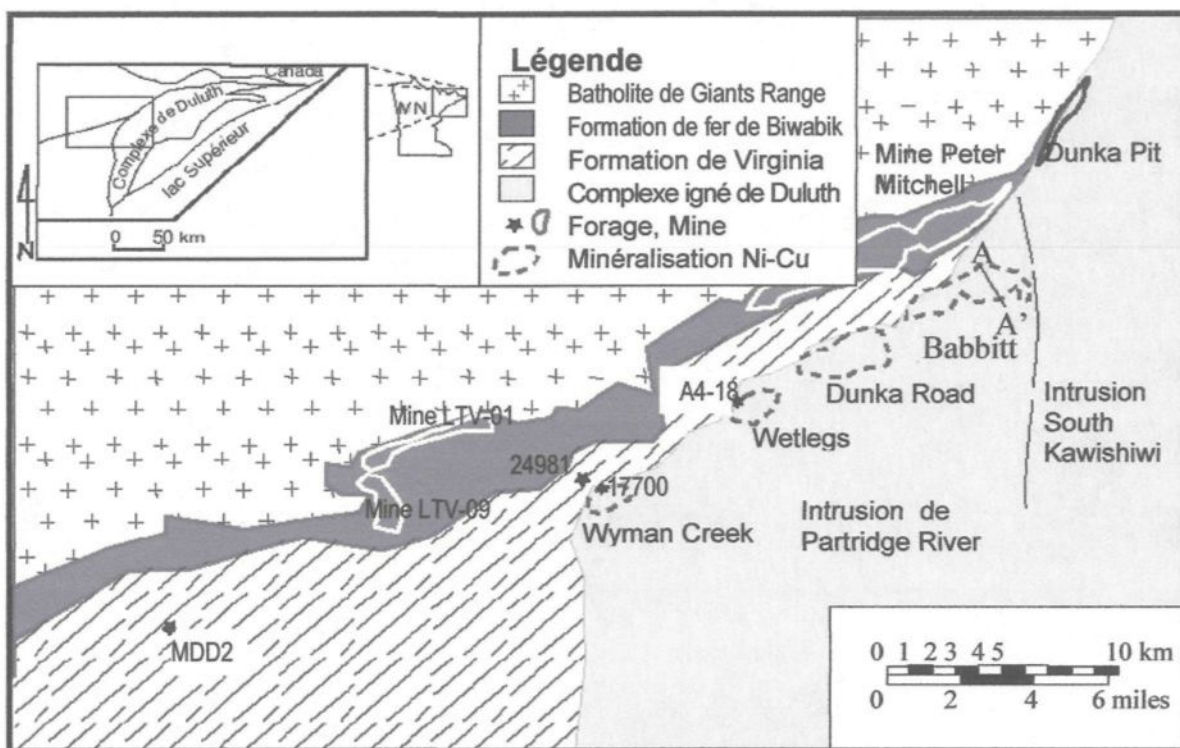 Légende
Batholite de Giants Range
Formation de fer de Biwabik
Formation de Virginia
Complexe igné de Duluth
Forage, Mine
Minéralisation Ni-Cu
Canada
Complexe de Duluth
lac Supérieur
N
0 50 km
Mine Peter
Mitchell
Dunka Pit
A
A’
Babbitt
Dunka Road
A4-18
Wetlegs
Intrusion
South
Kawishiwi
Mine LTV-01
24981
17700
Mine LTV-09
Wyman Creek
Intrusion de
Partridge River
MDD2
0 1 2 3 4 5 10 km
0 2 4 6 miles